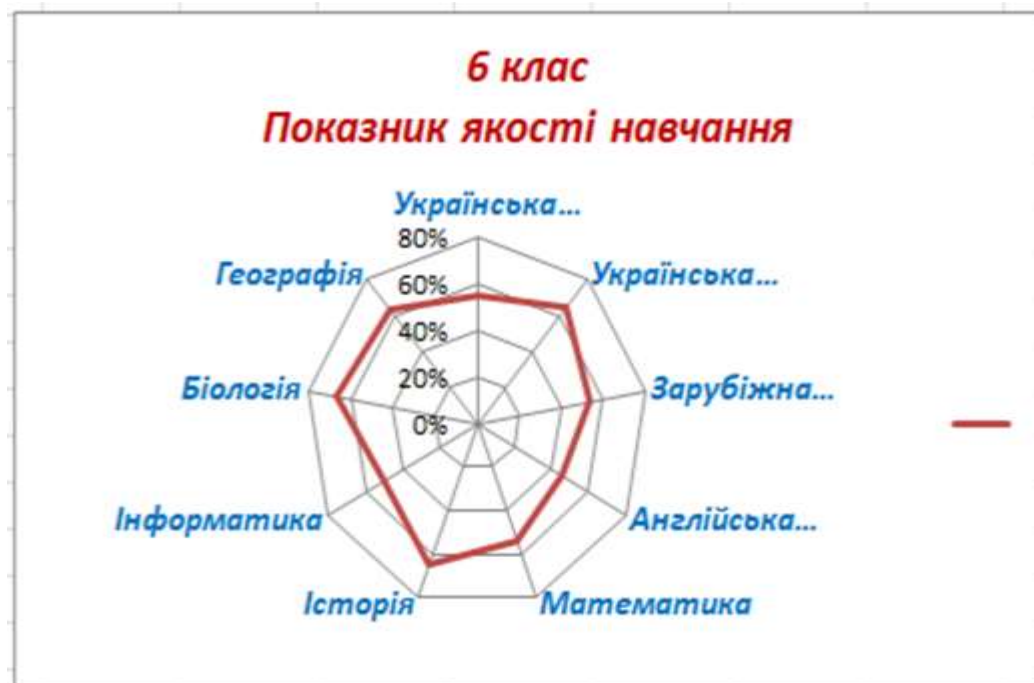 6 клас
Показник якості навчання
Українська...
80%
Географія
60%
Українська...
40%
Біологія
20%
Зарубіжна...
0%
Інформатика
Англійська...
Історія
Математика